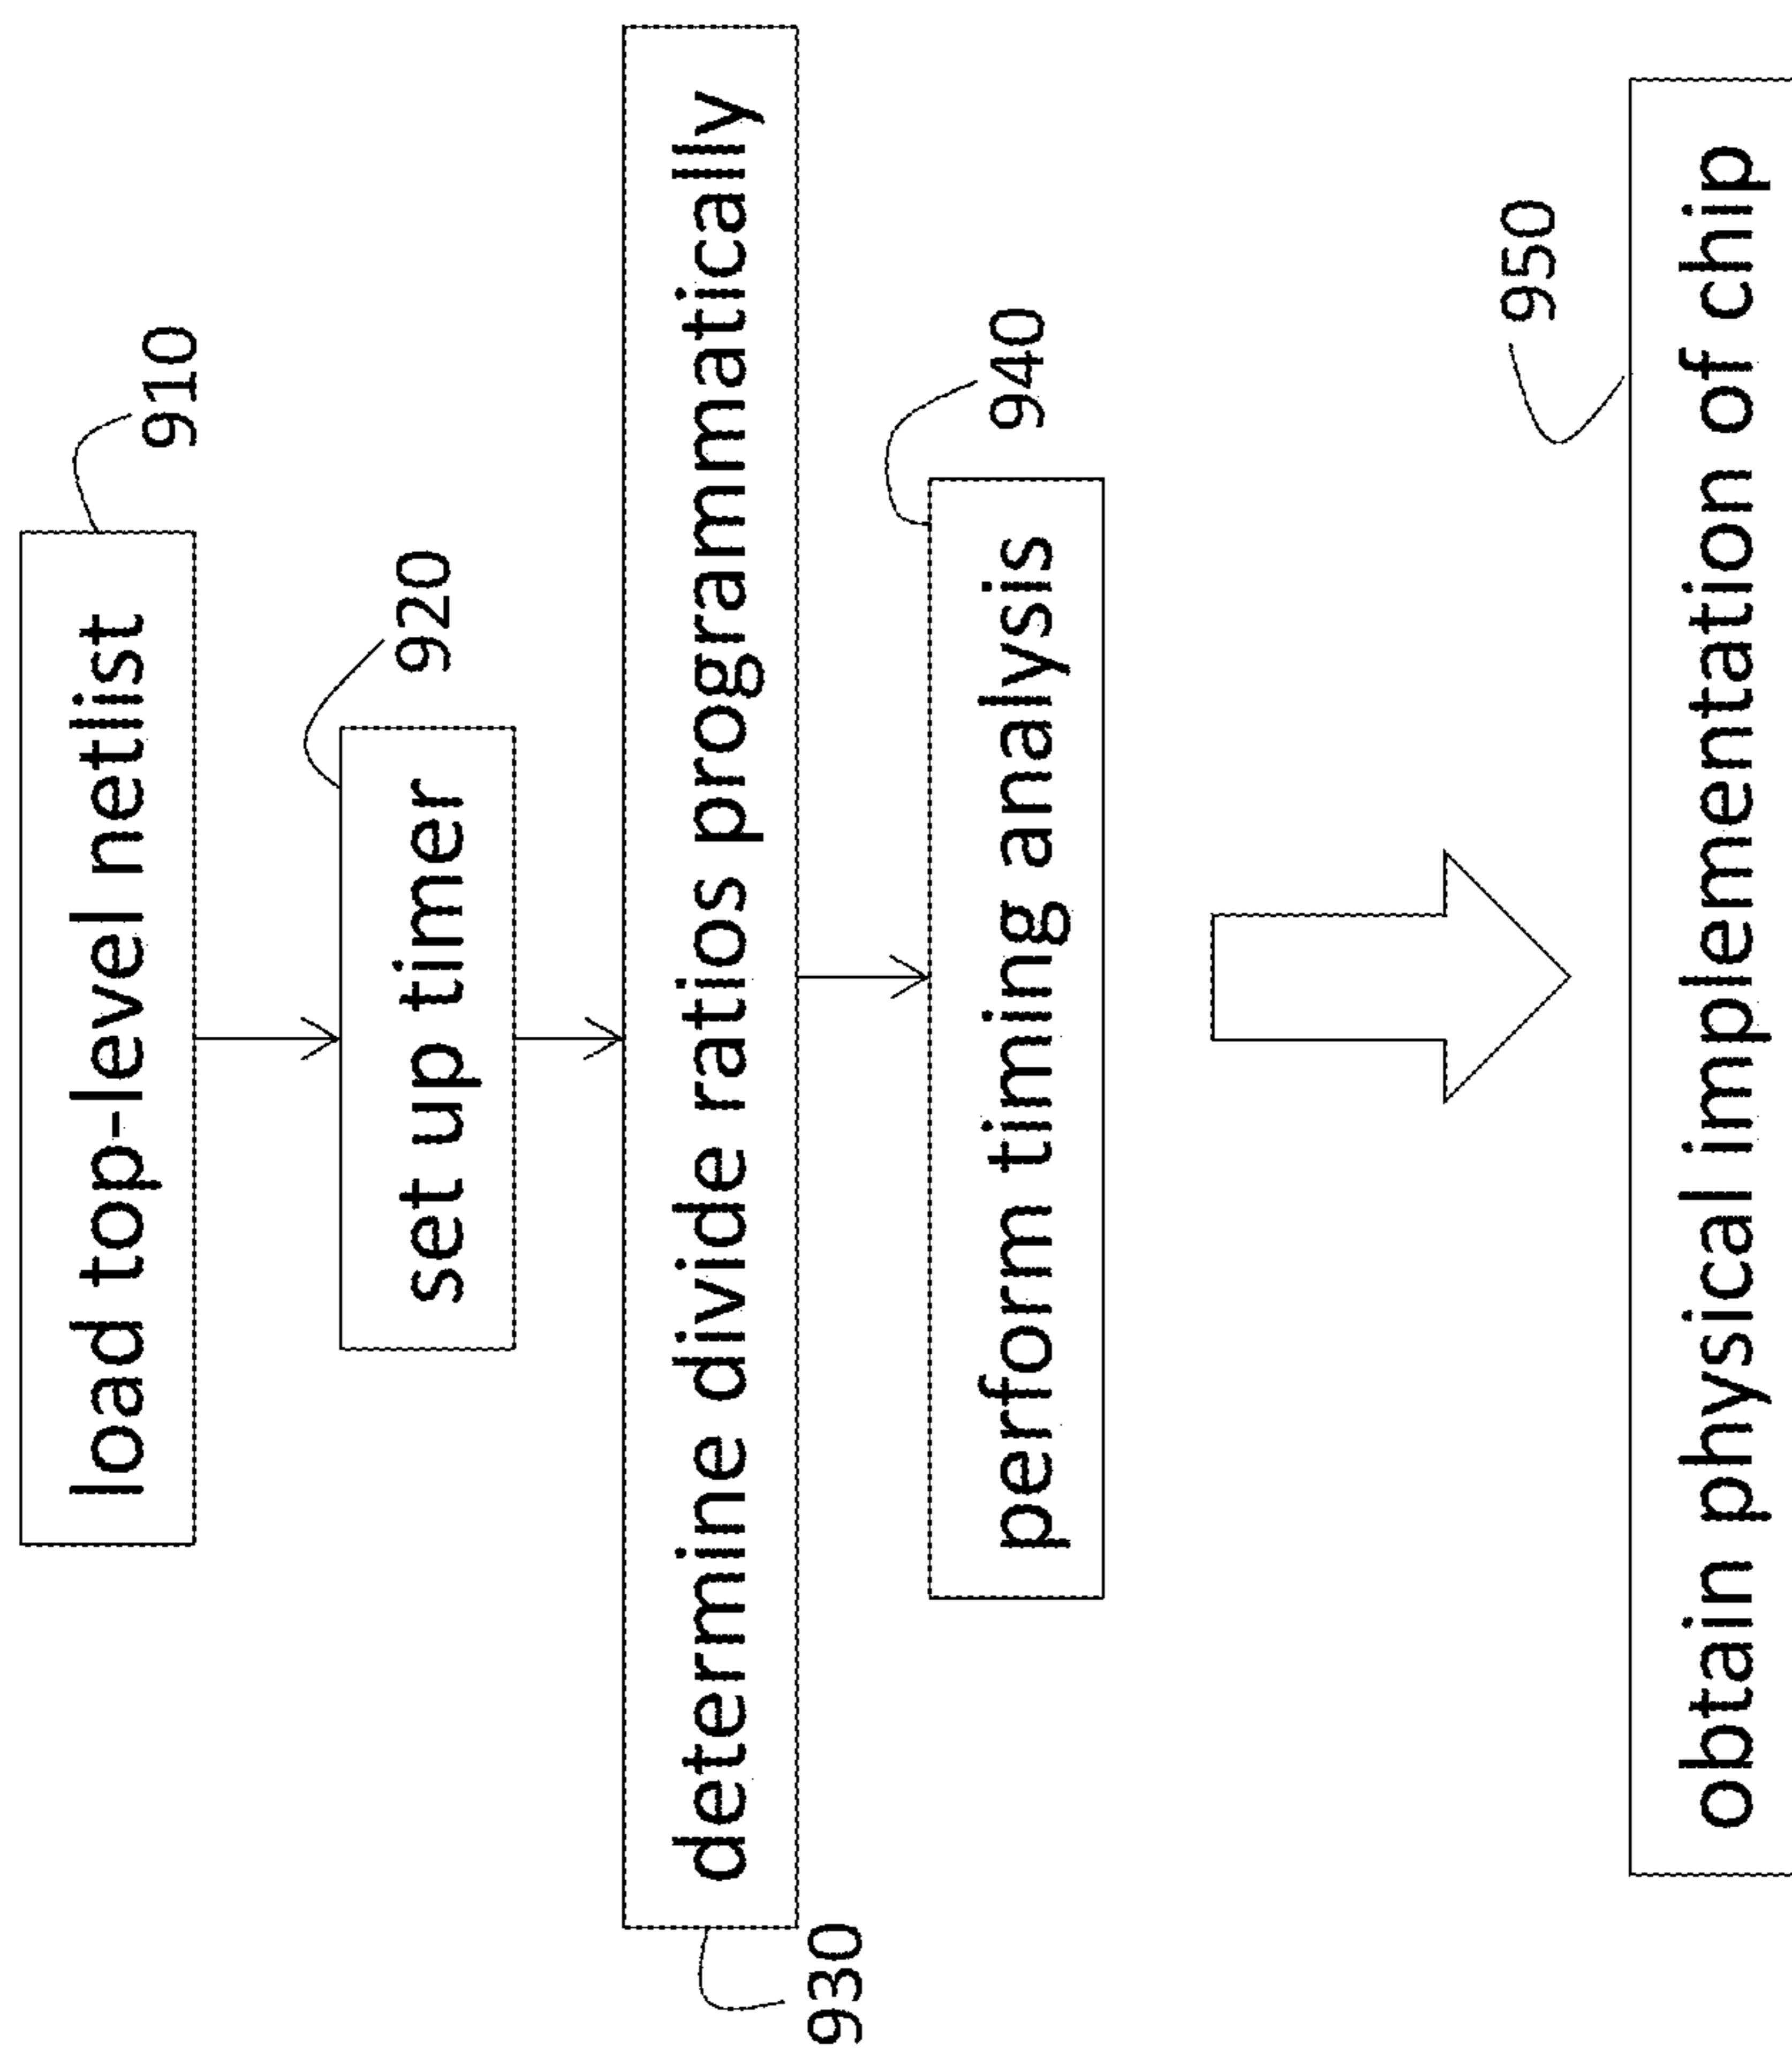 load top-level netlist
910
set up timer
920
determine divide ratios programmatically
930
perform timing analysis
940
obtain physical implementation of chip
950